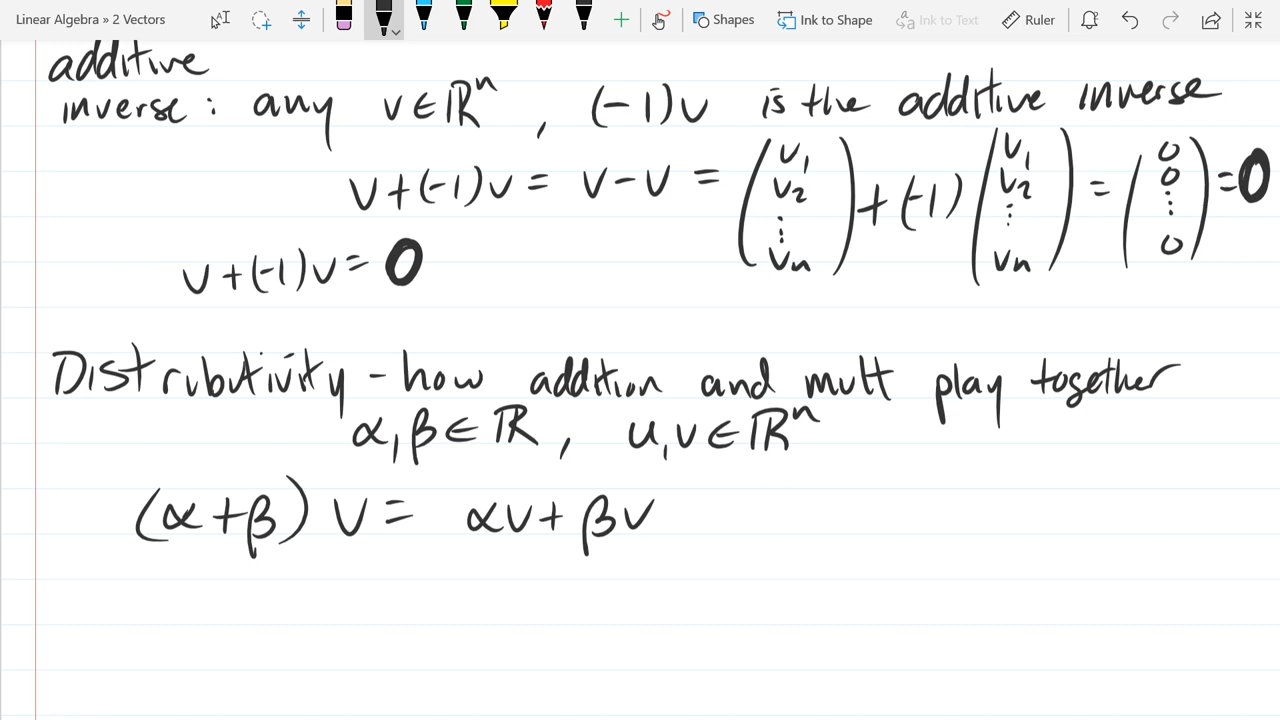 Linear Algebra » 2 Vectors
Shapes Ink to Shape Ink to Text Ruler
additive
inverse: any v∈ℝⁿ, (-1)v is the additive inverse
v+(-1)v = v-v = (v₁ v₂ ⋮ vₙ) + (-1) (v₁ v₂ ⋮ vₙ) = (0 0 ⋮ 0) = 0
v+(-1)v = 0
Distributivity - how addition and mult play together
α,β∈ℝ, u,v∈ℝⁿ
(α+β) v = αv + βv